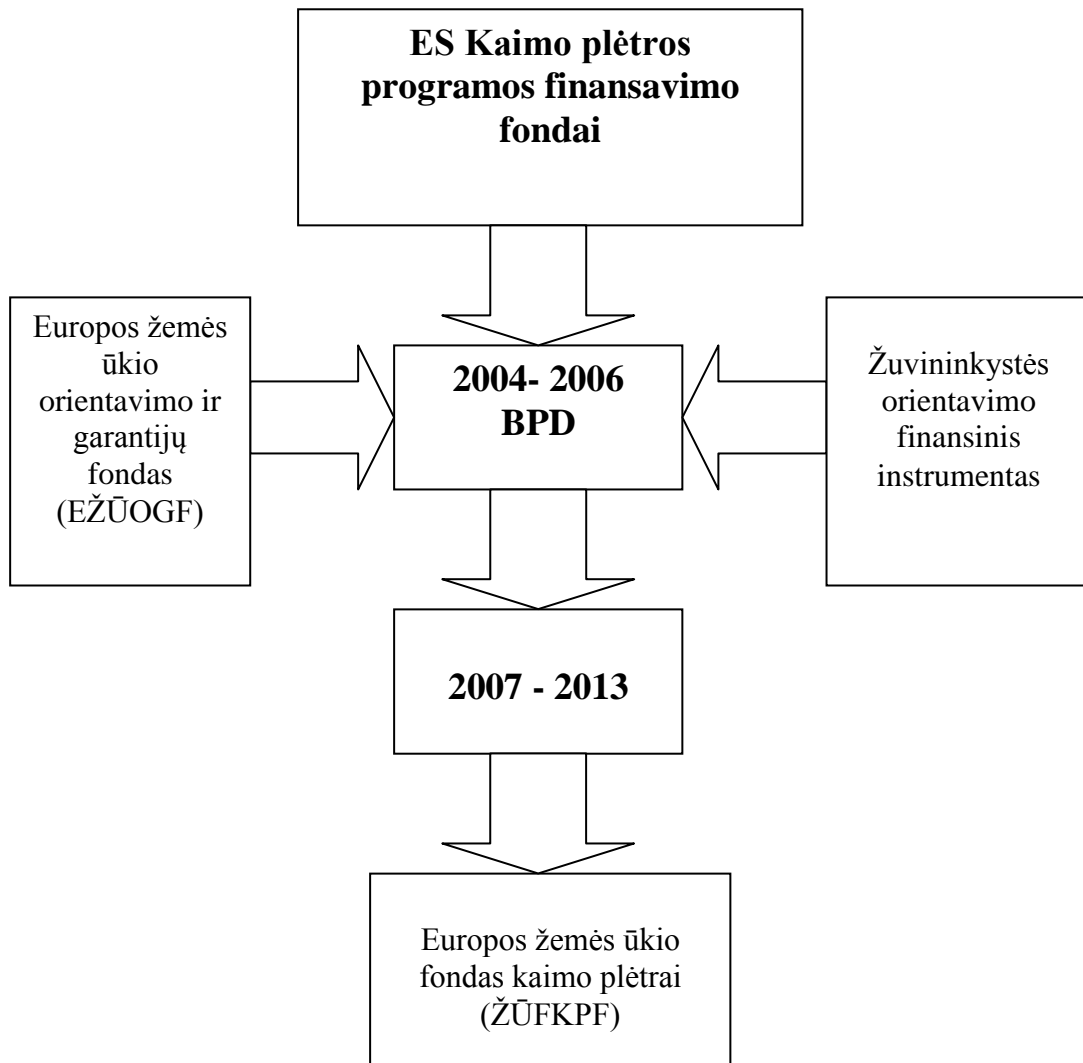 ES Kaimo plėtros
programos finansavimo
fondai
Europos žemės
ūkio
orientavimo ir
garantijų
fondas
(EŽŪOGF)
2004- 2006
BPD
Žuvininkystės
orientavimo
finansinis
instrumentas
2007 - 2013
Europos žemės ūkio
fondas kaimo plėtrai
(ŽŪFKPF)